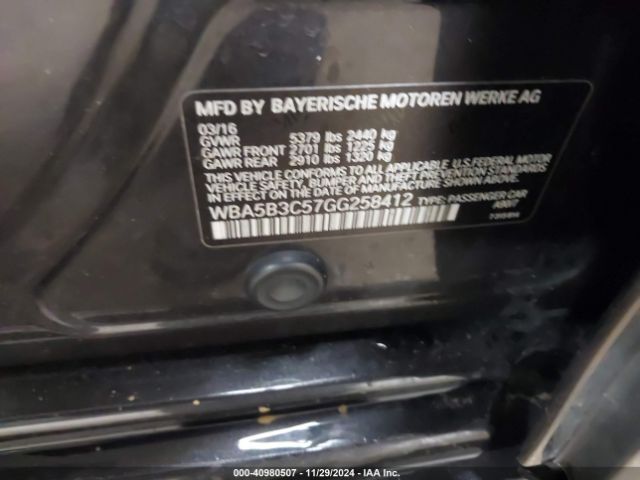 MFD BY BAYERISCHE MOTOREN WERKE AG
03/16
GVWR 5379 lbs 2440 kg
GAWR FRONT 2701 lbs 1225 kg
GAWR REAR 2910 lbs 1320 kg
THIS VEHICLE CONFORMS TO ALL APPLICABLE U.S. FEDERAL MOTOR
VEHICLE SAFETY, BUMPER AND THEFT PREVENTION STANDARDS
IN EFFECT ON THE DATE OF MANUFACTURE SHOWN ABOVE.
WBA5B3C57GG258412 TYPE: PASSENGER CAR
000-40980507 - 11/29/2024 - IAA Inc.